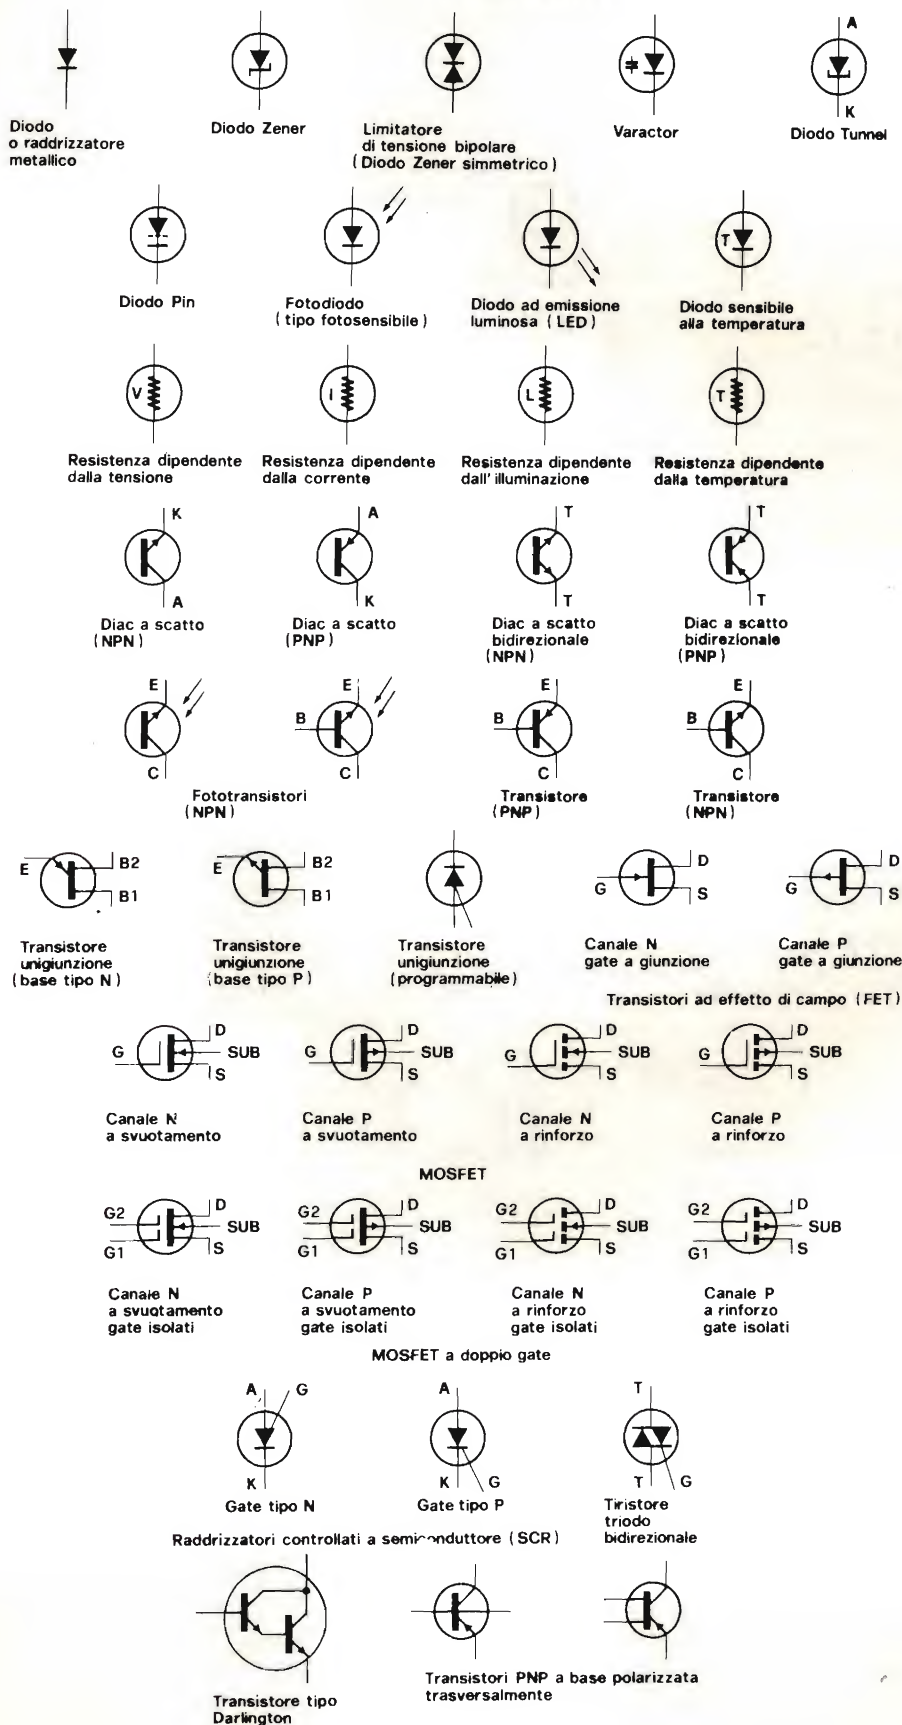 A
K
Diodo
o raddrizzatore
metallico
Diodo Zener
Limitatore
di tensione bipolare
(Diodo Zener simmetrico)
Varactor
Diodo Tunnel
Diodo Pin
Fotodiodo
(tipo fotosensibile)
Diodo ad emissione
luminosa (LED)
T
Diodo sensibile
alla temperatura
V
I
L
T
Resistenza dipendente
dalla tensione
Resistenza dipendente
dalla corrente
Resistenza dipendente
dall'illuminazione
Resistenza dipendente
dalla temperatura
K
A
T
T
A
K
T
T
Diac a scatto
(NPN)
Diac a scatto
(PNP)
Diac a scatto
bidirezionale
(NPN)
Diac a scatto
bidirezionale
(PNP)
E
E
E
E
B
B
B
C
C
C
C
Fototransistori
(NPN)
Transistore
(PNP)
Transistore
(NPN)
E
B2
B1
E
B2
B1
G
D
S
G
D
S
Transistore
unigiunzione
(base tipo N)
Transistore
unigiunzione
(base tipo P)
Transistore
unigiunzione
(programmabile)
Canale N
gate a giunzione
Canale P
gate a giunzione
Transistori ad effetto di campo (FET)
G
D
SUB
S
G
D
SUB
S
G
D
SUB
S
G
D
SUB
S
Canale N
a svuotamento
Canale P
a svuotamento
Canale N
a rinforzo
Canale P
a rinforzo
MOSFET
G2
G1
D
SUB
S
G2
G1
D
SUB
S
G2
G1
D
SUB
S
G2
G1
D
SUB
S
Canale N
a svuotamento
gate isolati
Canale P
a svuotamento
gate isolati
Canale N
a rinforzo
gate isolati
Canale P
a rinforzo
gate isolati
MOSFET a doppio gate
A
G
K
A
K
G
T
T
G
Gate tipo N
Gate tipo P
Tiristore
triodo
bidirezionale
Raddrizzatori controllati a semiconduttore (SCR)
Transistore tipo
Darlington
Transistori PNP a base polarizzata
trasversalmente